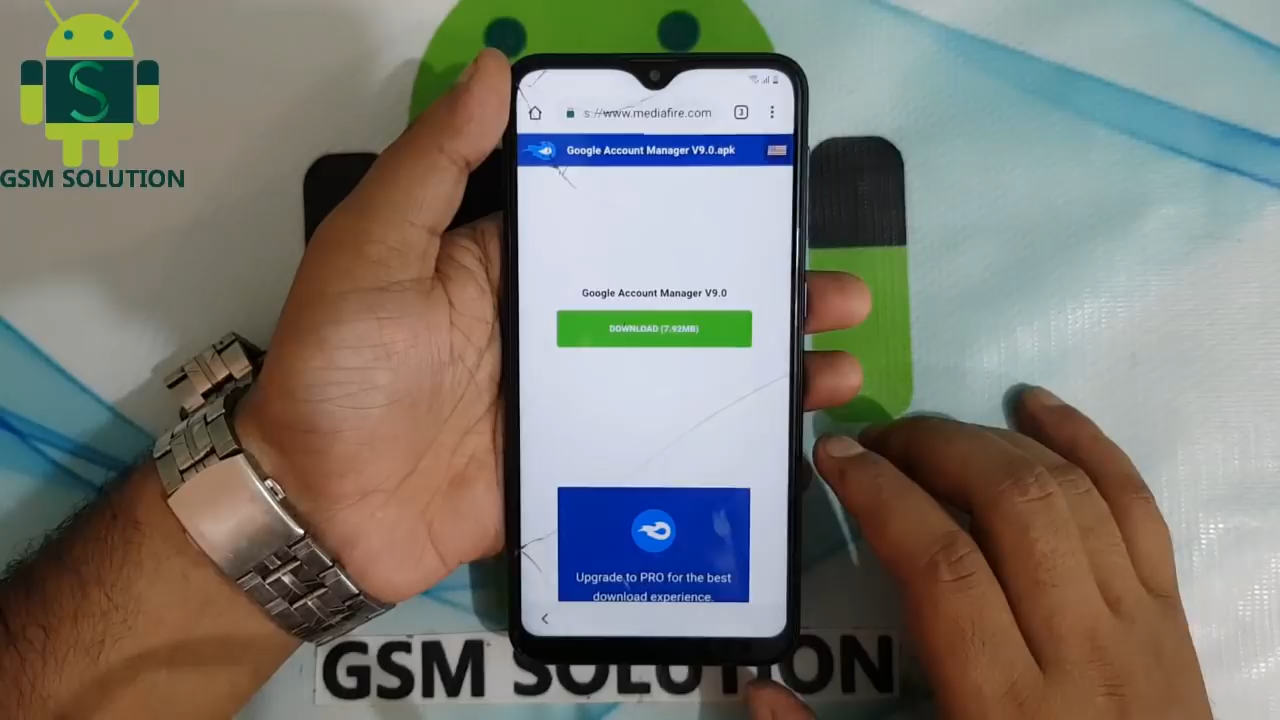 S
GSM SOLUTION
s://www.mediafire.com
3
Google Account Manager V9.0.apk
Google Account Manager V9.0
DOWNLOAD (7.92MB)
Upgrade to PRO for the best
download experience.
GSM SOLUTION